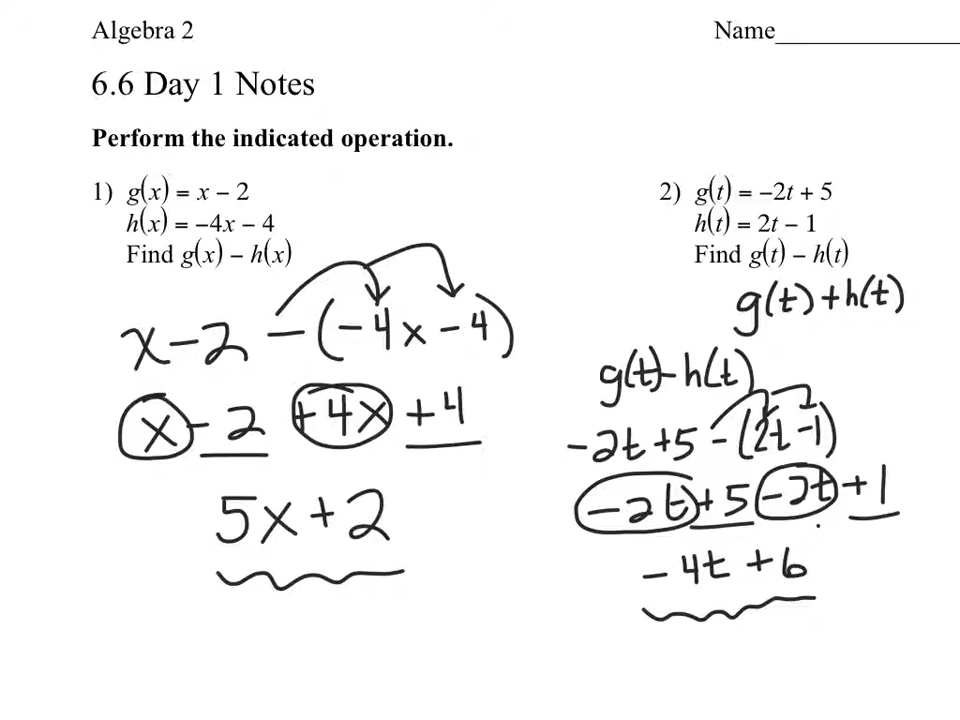 Algebra 2
Name________________
6.6 Day 1 Notes
Perform the indicated operation.
1) g(x) = x − 2
h(x) = −4x − 4
Find g(x) − h(x)
x − 2 − (−4x − 4)
x − 2 + 4x + 4
5x + 2
2) g(t) = −2t + 5
h(t) = 2t − 1
Find g(t) − h(t)
g(t) + h(t)
g(t) − h(t)
−2t + 5 − (2t − 1)
−2t + 5 − 2t + 1
−4t + 6